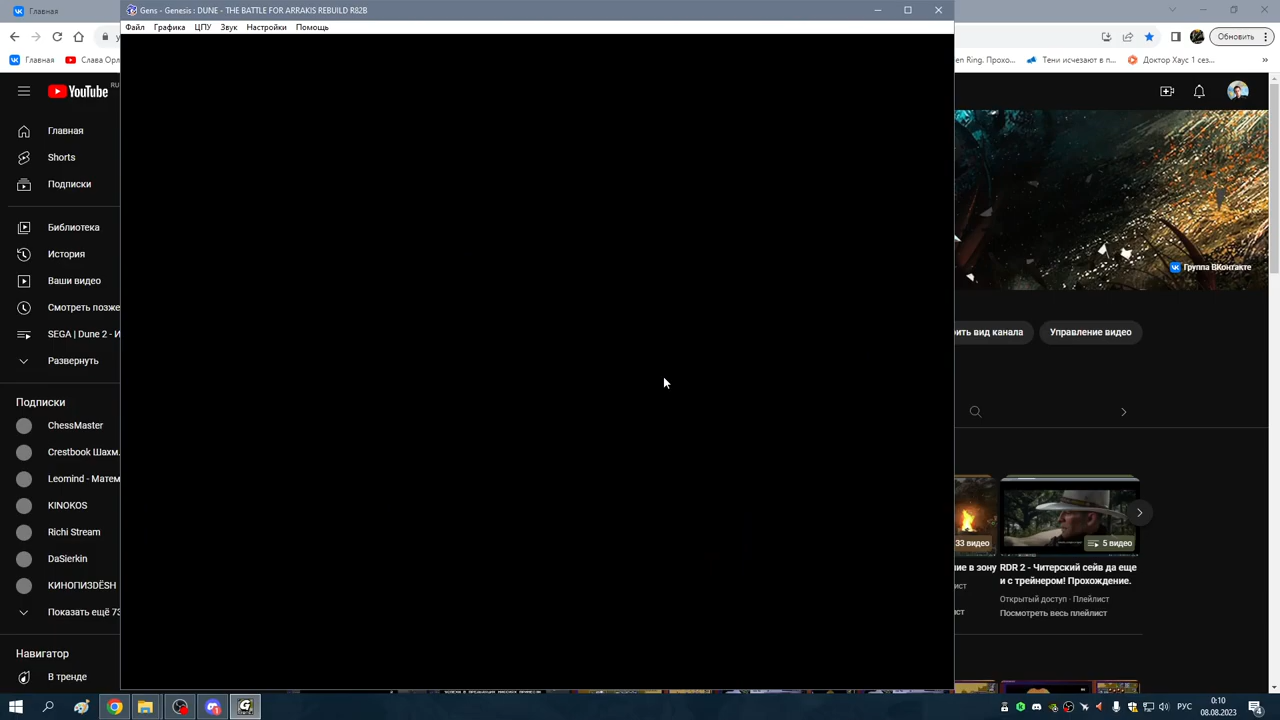 Главная
Gens - Genesis : DUNE - THE BATTLE FOR ARRAKIS REBUILD R82B
Файл Графика ЦПУ Звук Настройки Помощь
Обновить
Главная
Слава Орл
en Ring. Прохо...
Тени исчезают в п...
Доктор Хаус 1 сез...
»
YouTube RU
Главная
Shorts
Подписки
Библиотека
История
Ваши видео
Смотреть позже
SEGA | Dune 2 - И
Развернуть
Подписки
ChessMaster
Crestbook Шахм.
Leomind - Матем
KINOKOS
Richi Stream
DaSierkin
КИНОПИЗDЕSH
Показать ещё 73
Навигатор
В тренде
Группа ВКонтакте
рить вид канала
Управление видео
33 видео
5 видео
ие в зону
RDR 2 - Читерский сейв да еще
и с трейнером! Прохождение.
Открытый доступ · Плейлист
Посмотреть весь плейлист
РУС
0:10
08.08.2023
4